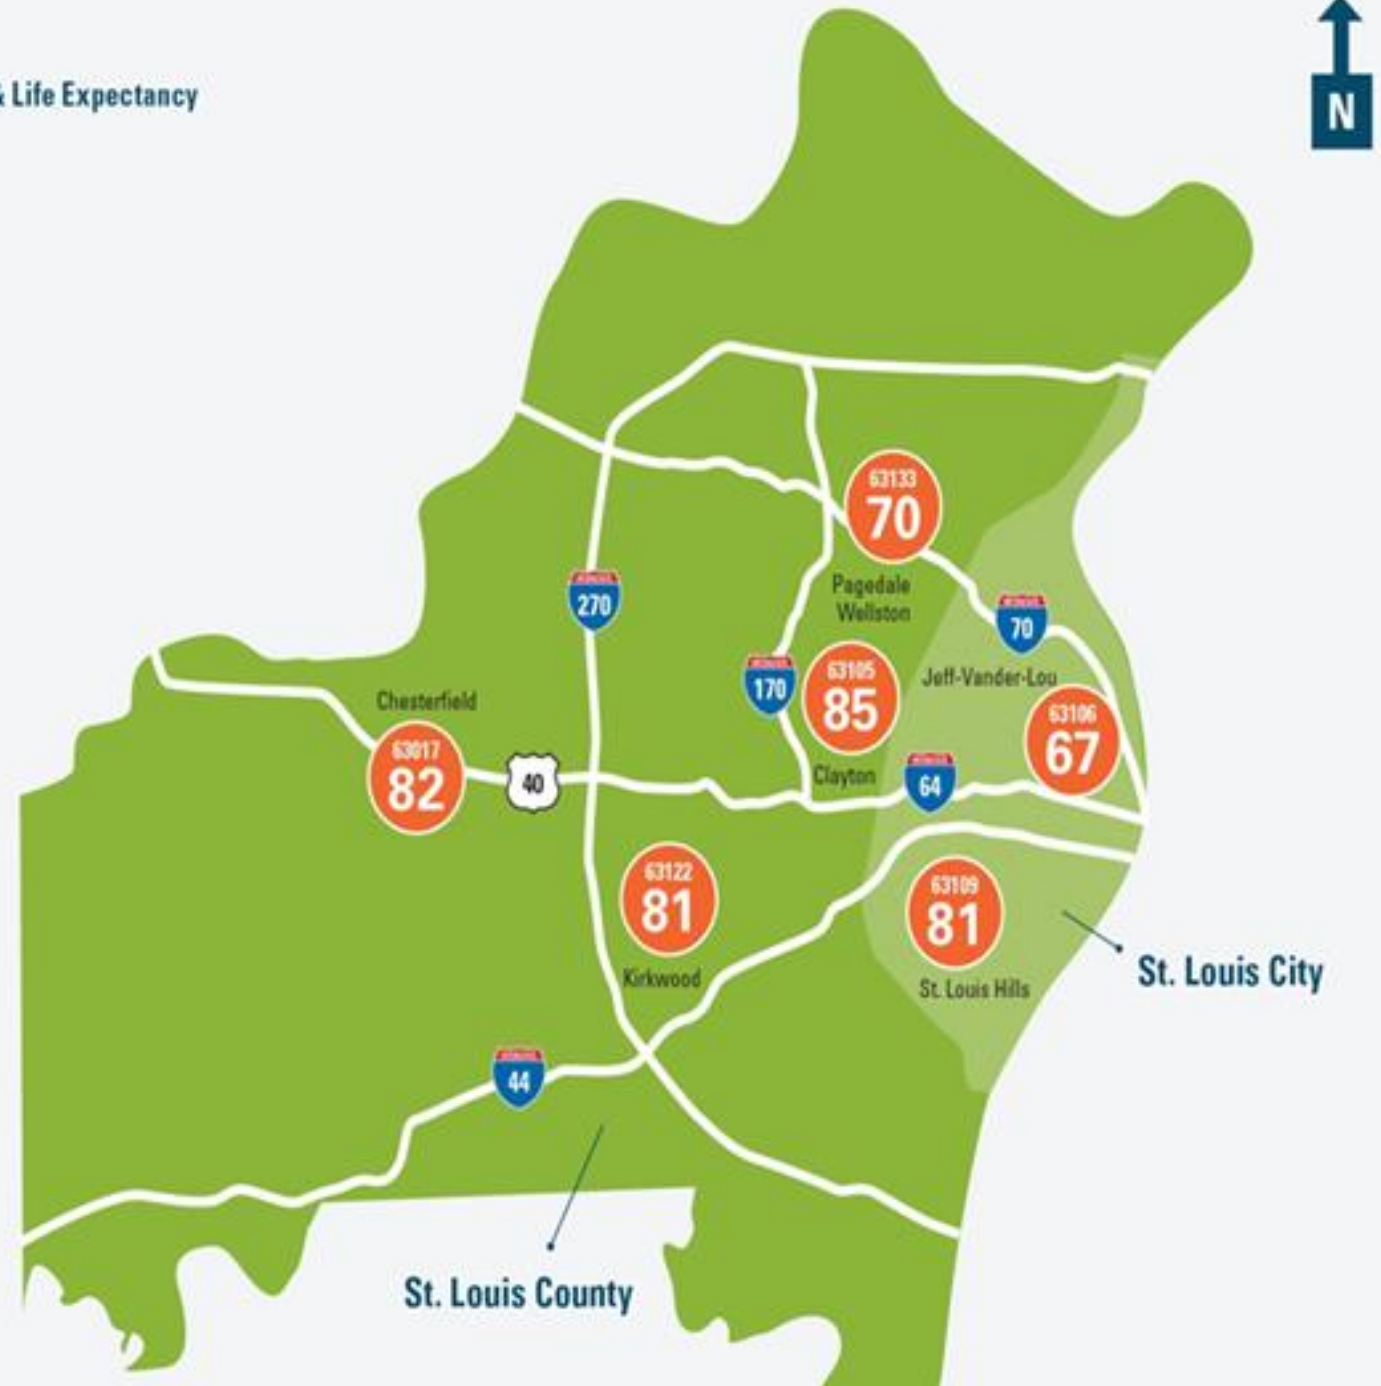 & Life Expectancy
N
63133
70
Pagedale
Wellston
270
70
63105
85
170
Jeff-Vander-Lou
Chesterfield
63106
67
63017
82
40
Clayton
64
63122
81
63109
81
Kirkwood
St. Louis Hills
St. Louis City
44
St. Louis County